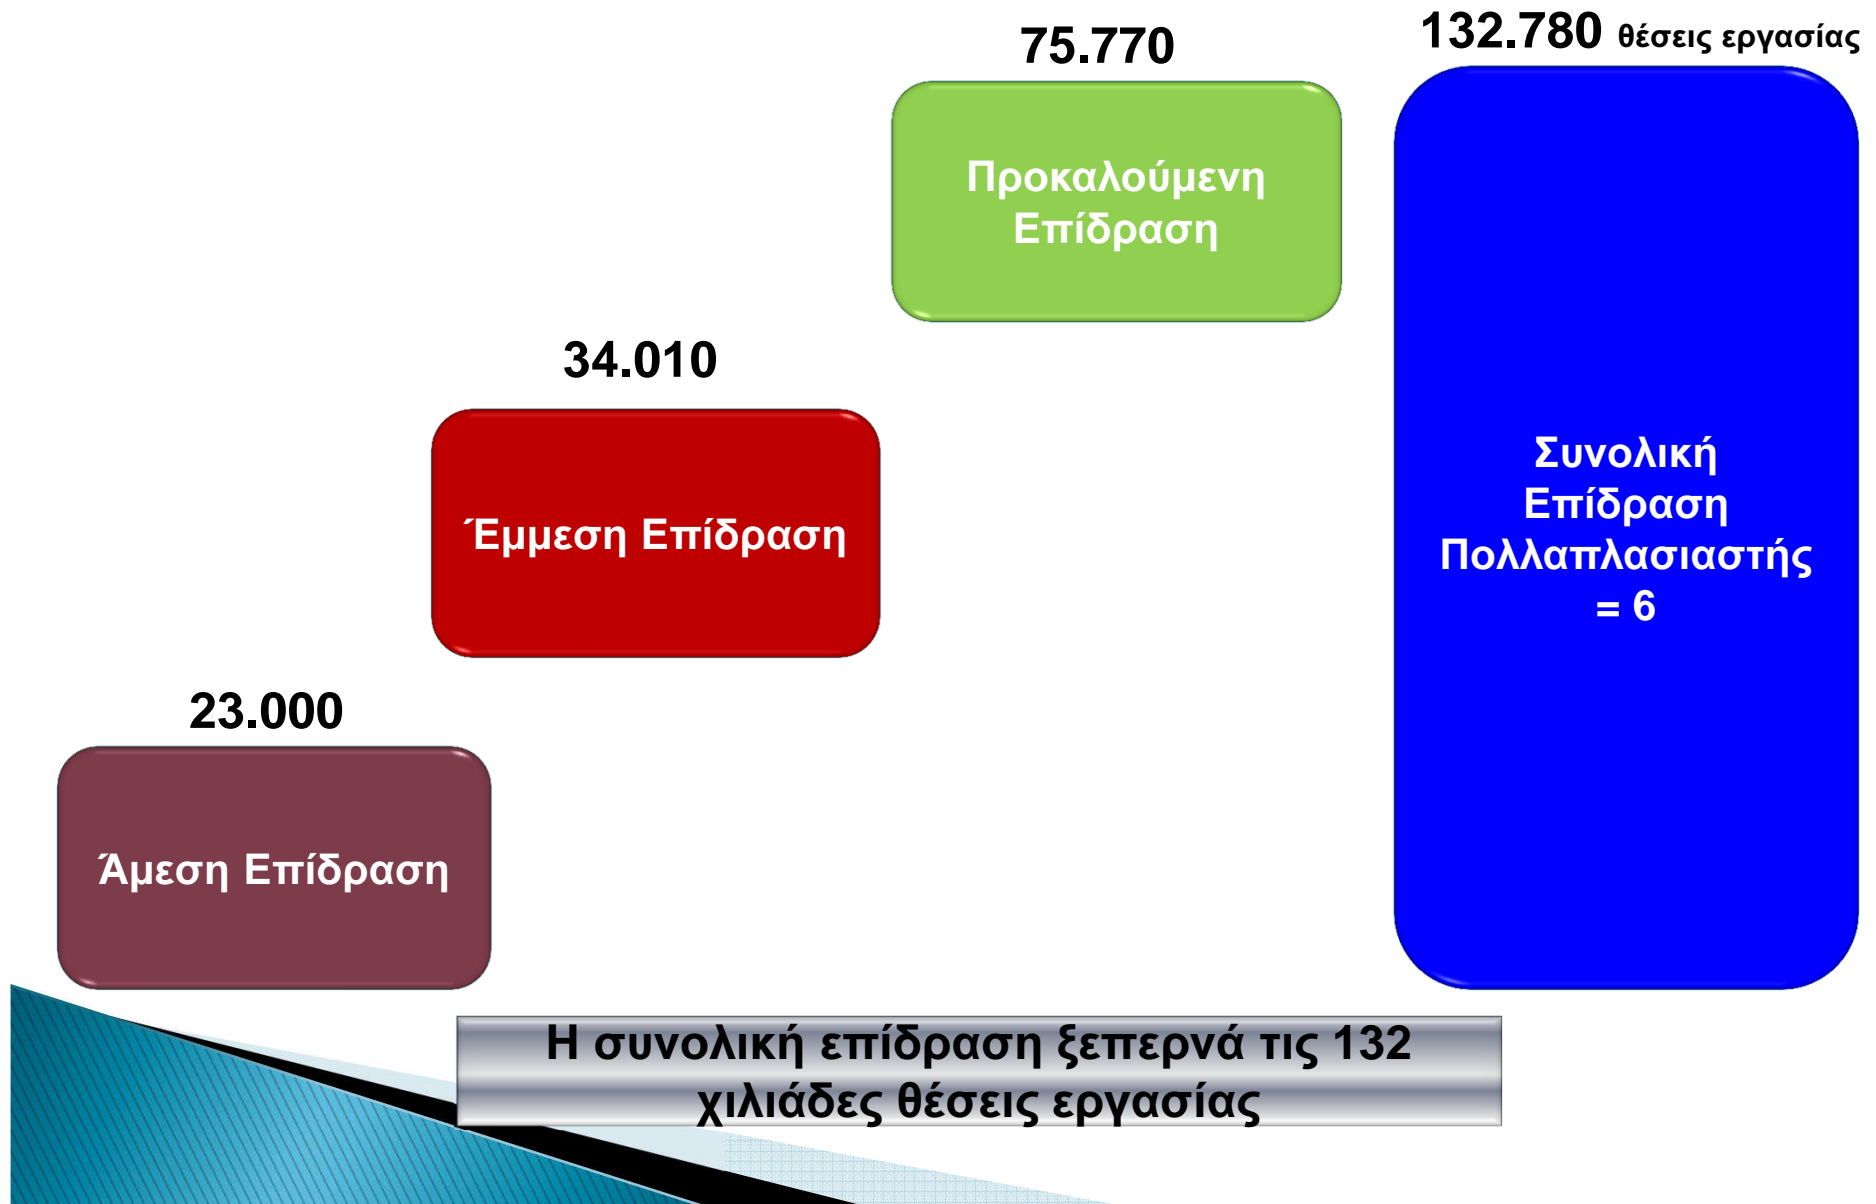 132.780 θέσεις εργασίας
75.770
Προκαλούμενη
Επίδραση
34.010
Έμμεση Επίδραση
Συνολική
Επίδραση
Πολλαπλασιαστής
= 6
23.000
Άμεση Επίδραση
Η συνολική επίδραση ξεπερνά τις 132
χιλιάδες θέσεις εργασίας